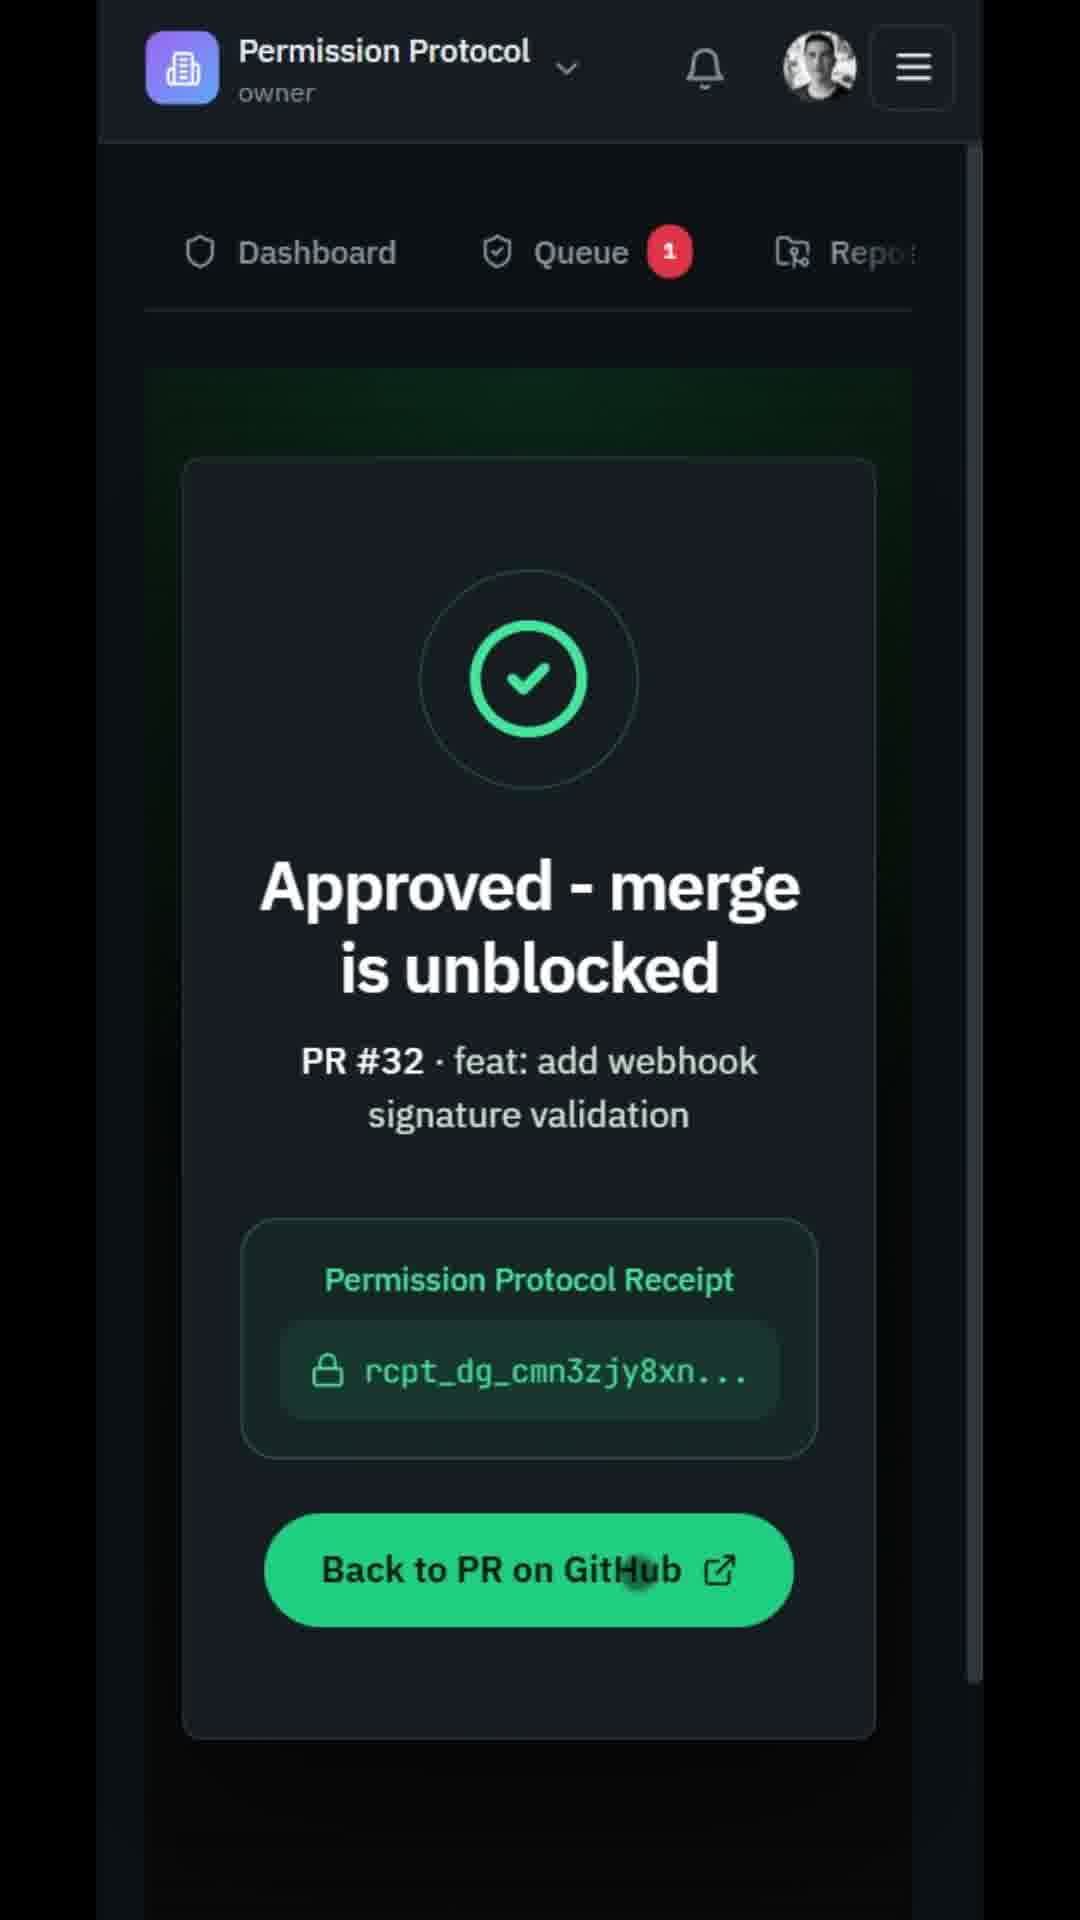 Permission Protocol
owner
Dashboard
Queue
1
Approved - merge
is unblocked
PR #32 · feat: add webhook
signature validation
Permission Protocol Receipt
rcpt_dg_cmn3zjy8xn...
Back to PR on GitHub